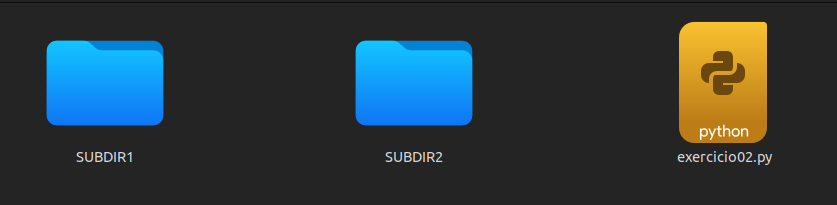 python
SUBDIR1
SUBDIR2
exercicio02.py